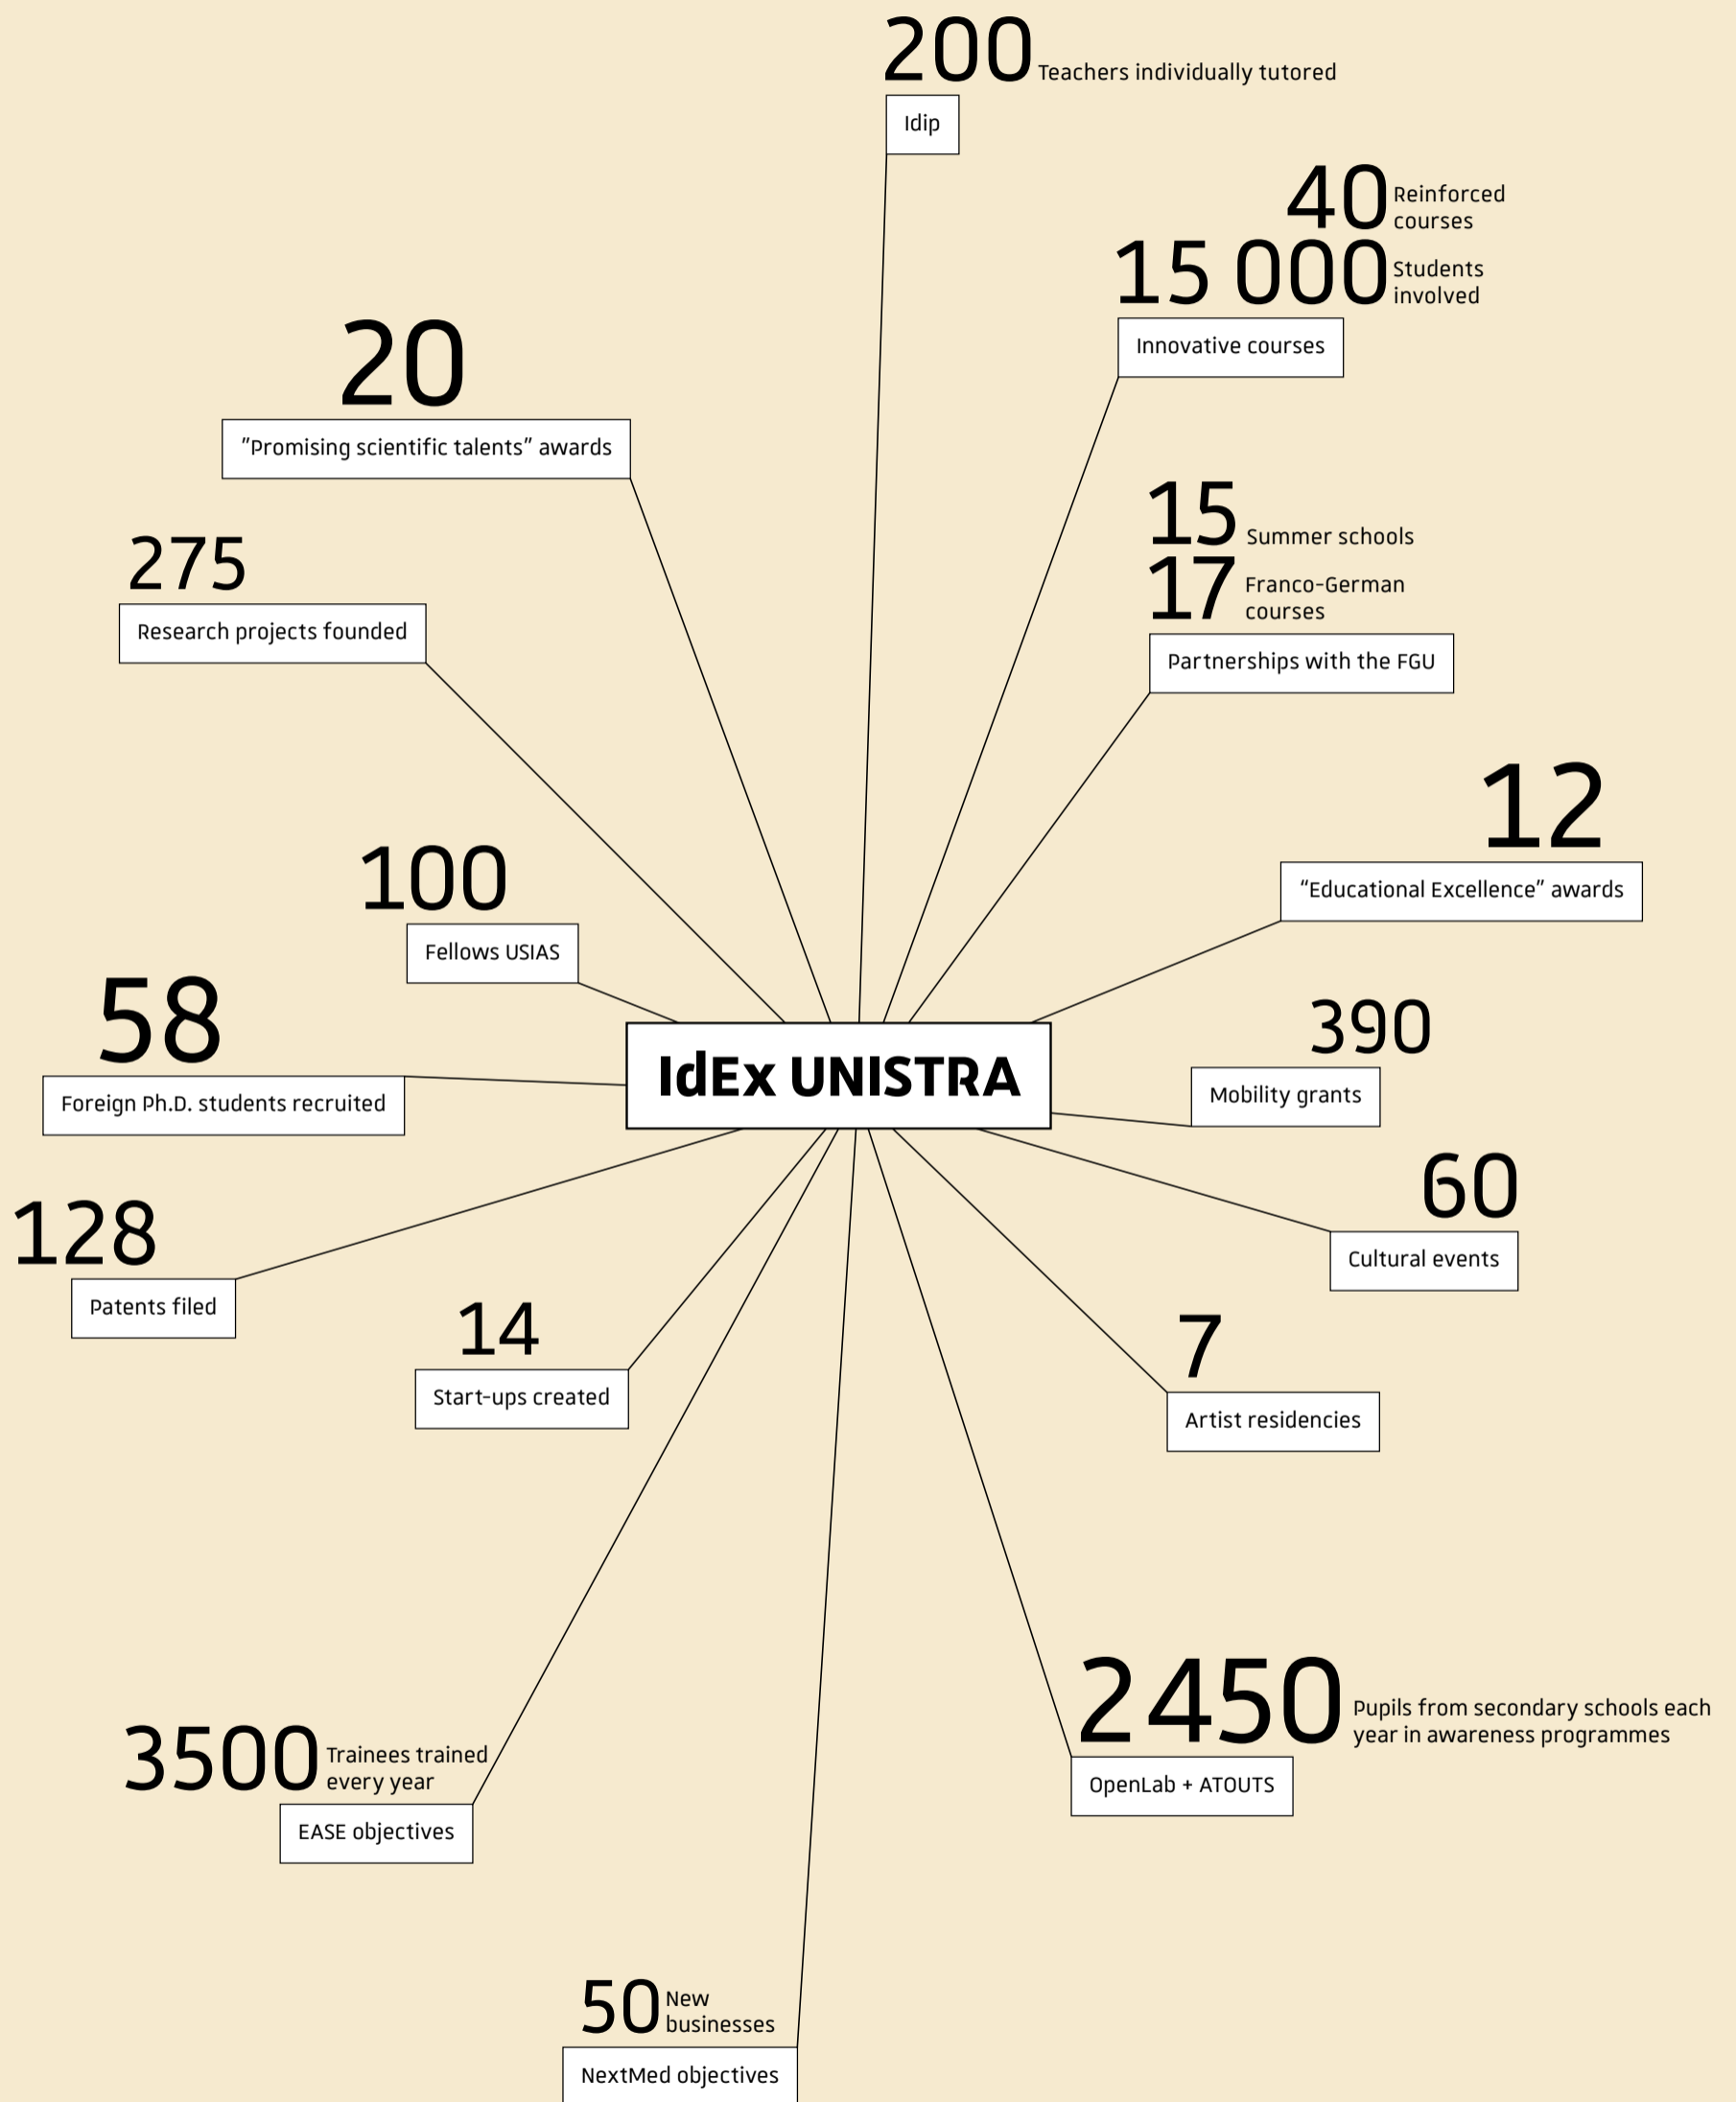 200 Teachers individually tutored
Idip
40 Reinforced
courses
15 000 Students
involved
Innovative courses
20
"Promising scientific talents" awards
15 Summer schools
17 Franco-German
courses
Partnerships with the FGU
275
Research projects founded
12
“Educational Excellence” awards
100
Fellows USIAS
58
Foreign Ph.D. students recruited
IdEx UNISTRA
390
Mobility grants
60
Cultural events
128
Patents filed
14
Start-ups created
7
Artist residencies
2450 Pupils from secondary schools each
year in awareness programmes
OpenLab + ATOUTS
3500 Trainees trained
every year
EASE objectives
50 New
businesses
NextMed objectives